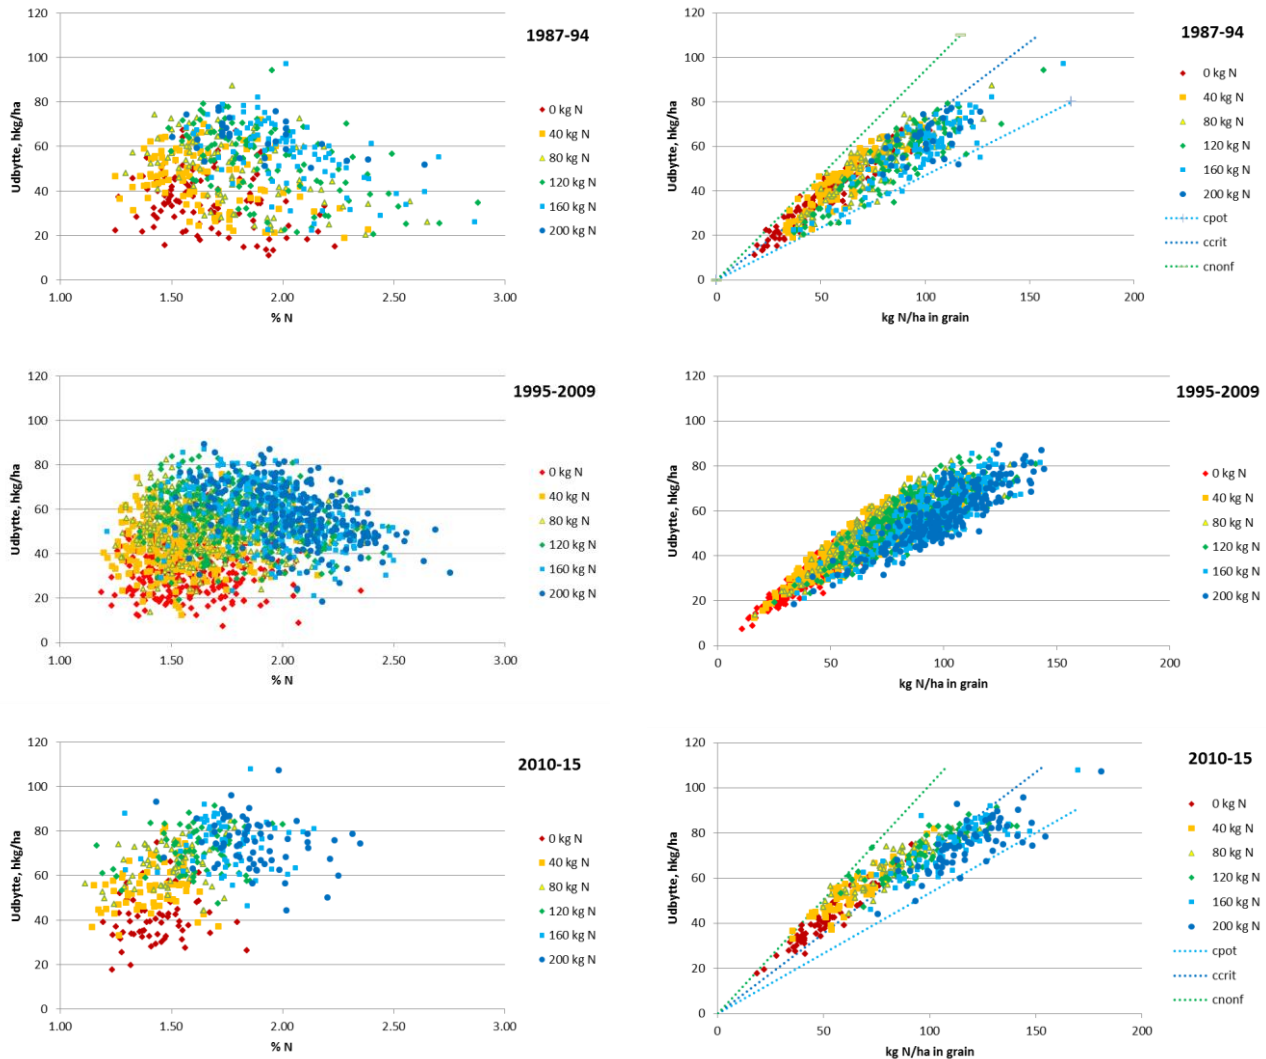 1987-94
Udbytte, hkg/ha
120
100
80
60
40
20
0
1.00
1.50
2.00
2.50
3.00
% N
0 kg N
40 kg N
80 kg N
120 kg N
160 kg N
200 kg N
1987-94
Udbytte, hkg/ha
120
100
80
60
40
20
0
0
50
100
150
200
kg N/ha in grain
0 kg N
40 kg N
80 kg N
120 kg N
160 kg N
200 kg N
cpot
ccrit
cnonf
1995-2009
Udbytte, hkg/ha
120
100
80
60
40
20
0
1.00
1.50
2.00
2.50
3.00
% N
0 kg N
40 kg N
80 kg N
120 kg N
160 kg N
200 kg N
1995-2009
Udbytte, hkg/ha
120
100
80
60
40
20
0
0
50
100
150
200
kg N/ha in grain
0 kg N
40 kg N
80 kg N
120 kg N
160 kg N
200 kg N
2010-15
Udbytte, hkg/ha
120
100
80
60
40
20
0
1.00
1.50
2.00
2.50
3.00
% N
0 kg N
40 kg N
80 kg N
120 kg N
160 kg N
200 kg N
2010-15
Udbytte, hkg/ha
120
100
80
60
40
20
0
0
50
100
150
200
kg N/ha in grain
0 kg N
40 kg N
80 kg N
120 kg N
160 kg N
200 kg N
cpot
ccrit
cnonf